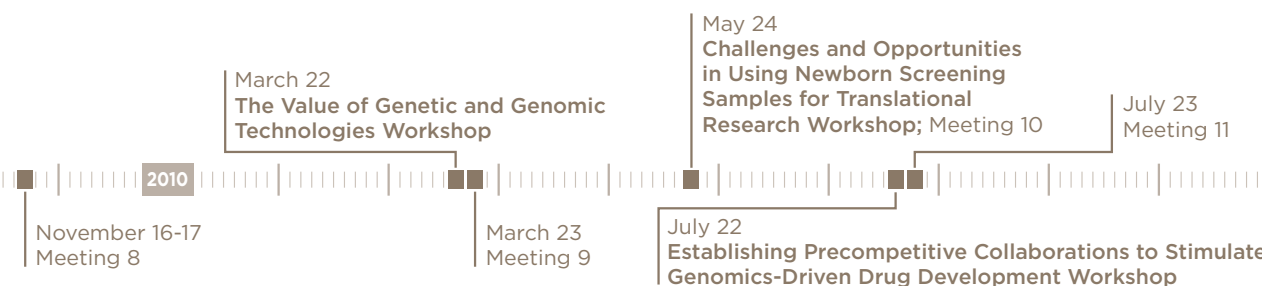 May 24
Challenges and Opportunities
in Using Newborn Screening
Samples for Translational
Research Workshop; Meeting 10
March 22
The Value of Genetic and Genomic
Technologies Workshop
July 23
Meeting 11
2010
November 16-17
Meeting 8
March 23
Meeting 9
July 22
Establishing Precompetitive Collaborations to Stimulate
Genomics-Driven Drug Development Workshop